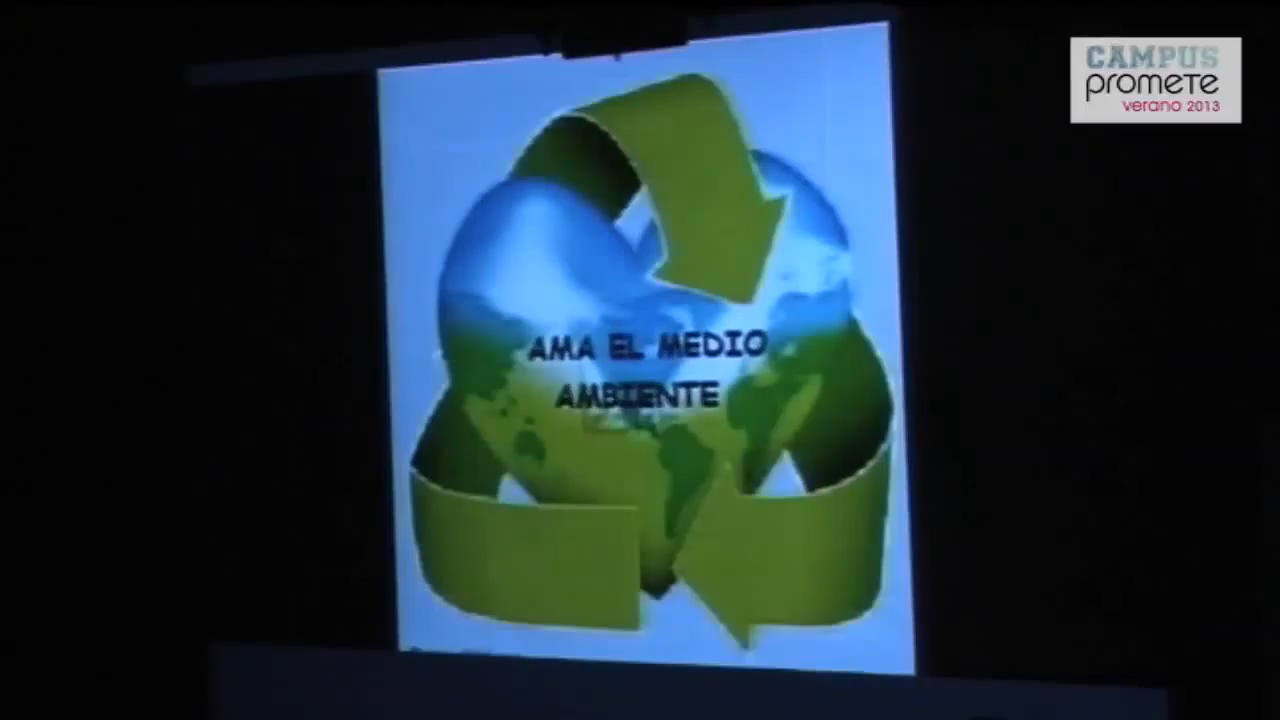 CAMPUS
promete
verano 2013
AMA EL MEDIO
AMBIENTE